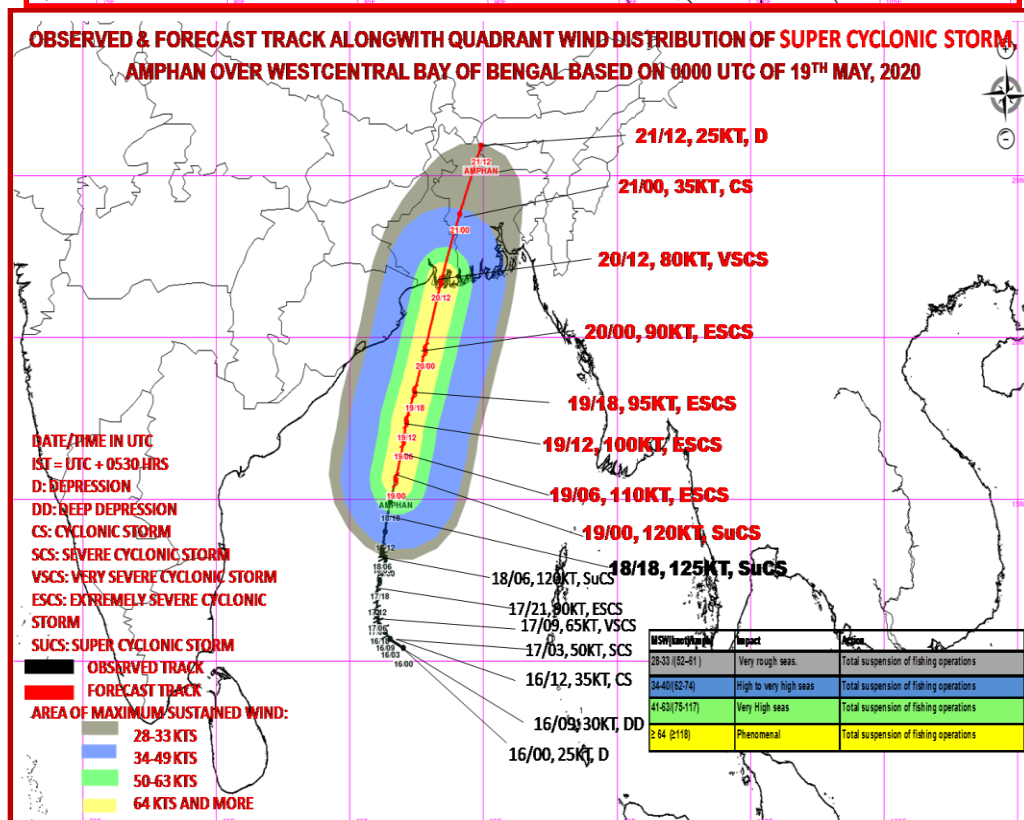 OBSERVED & FORECAST TRACK ALONGWITH QUADRANT WIND DISTRIBUTION OF SUPER CYCLONIC STORM,
AMPHAN OVER WESTCENTRAL BAY OF BENGAL BASED ON 0000 UTC OF 19TH MAY, 2020
21/12, 25KT, D
21/12
AMPHAN
21/00, 35KT, CS
21/00
20/12, 80KT, VSCS
20/12
20/00, 90KT, ESCS
20/00
19/18, 95KT, ESCS
19/18
19/12, 100KT, ESCS
19/12
19/06
19/06, 110KT, ESCS
19/00
AMPHAN
19/00, 120KT, SuCS
18/18
18/18, 125KT, SuCS
18/06
18/06, 120KT, SuCS
17/18
17/21, 90KT, ESCS
17/09, 65KT, VSCS
17/03, 50KT, SCS
16/18
16/09
16/03
16/00
16/12, 35KT, CS
16/09, 30KT, DD
16/00, 25KT, D
DATE/TIME IN UTC
IST = UTC + 0530 HRS
D: DEPRESSION
DD: DEEP DEPRESSION
CS: CYCLONIC STORM
SCS: SEVERE CYCLONIC STORM
VSCS: VERY SEVERE CYCLONIC STORM
ESCS: EXTREMELY SEVERE CYCLONIC
STORM
SUCS: SUPER CYCLONIC STORM
OBSERVED TRACK
FORECAST TRACK
AREA OF MAXIMUM SUSTAINED WIND:
28-33 KTS
34-49 KTS
50-63 KTS
64 KTS AND MORE
MSW(knot/kmph) Impact Action
28-33 /(52–61) Very rough seas. Total suspension of fishing operations
34-40/(62-74) High to very high seas Total suspension of fishing operations
41-63/(75-117) Very High seas Total suspension of fishing operations
≥ 64 (≥118) Phenomenal Total suspension of fishing operations